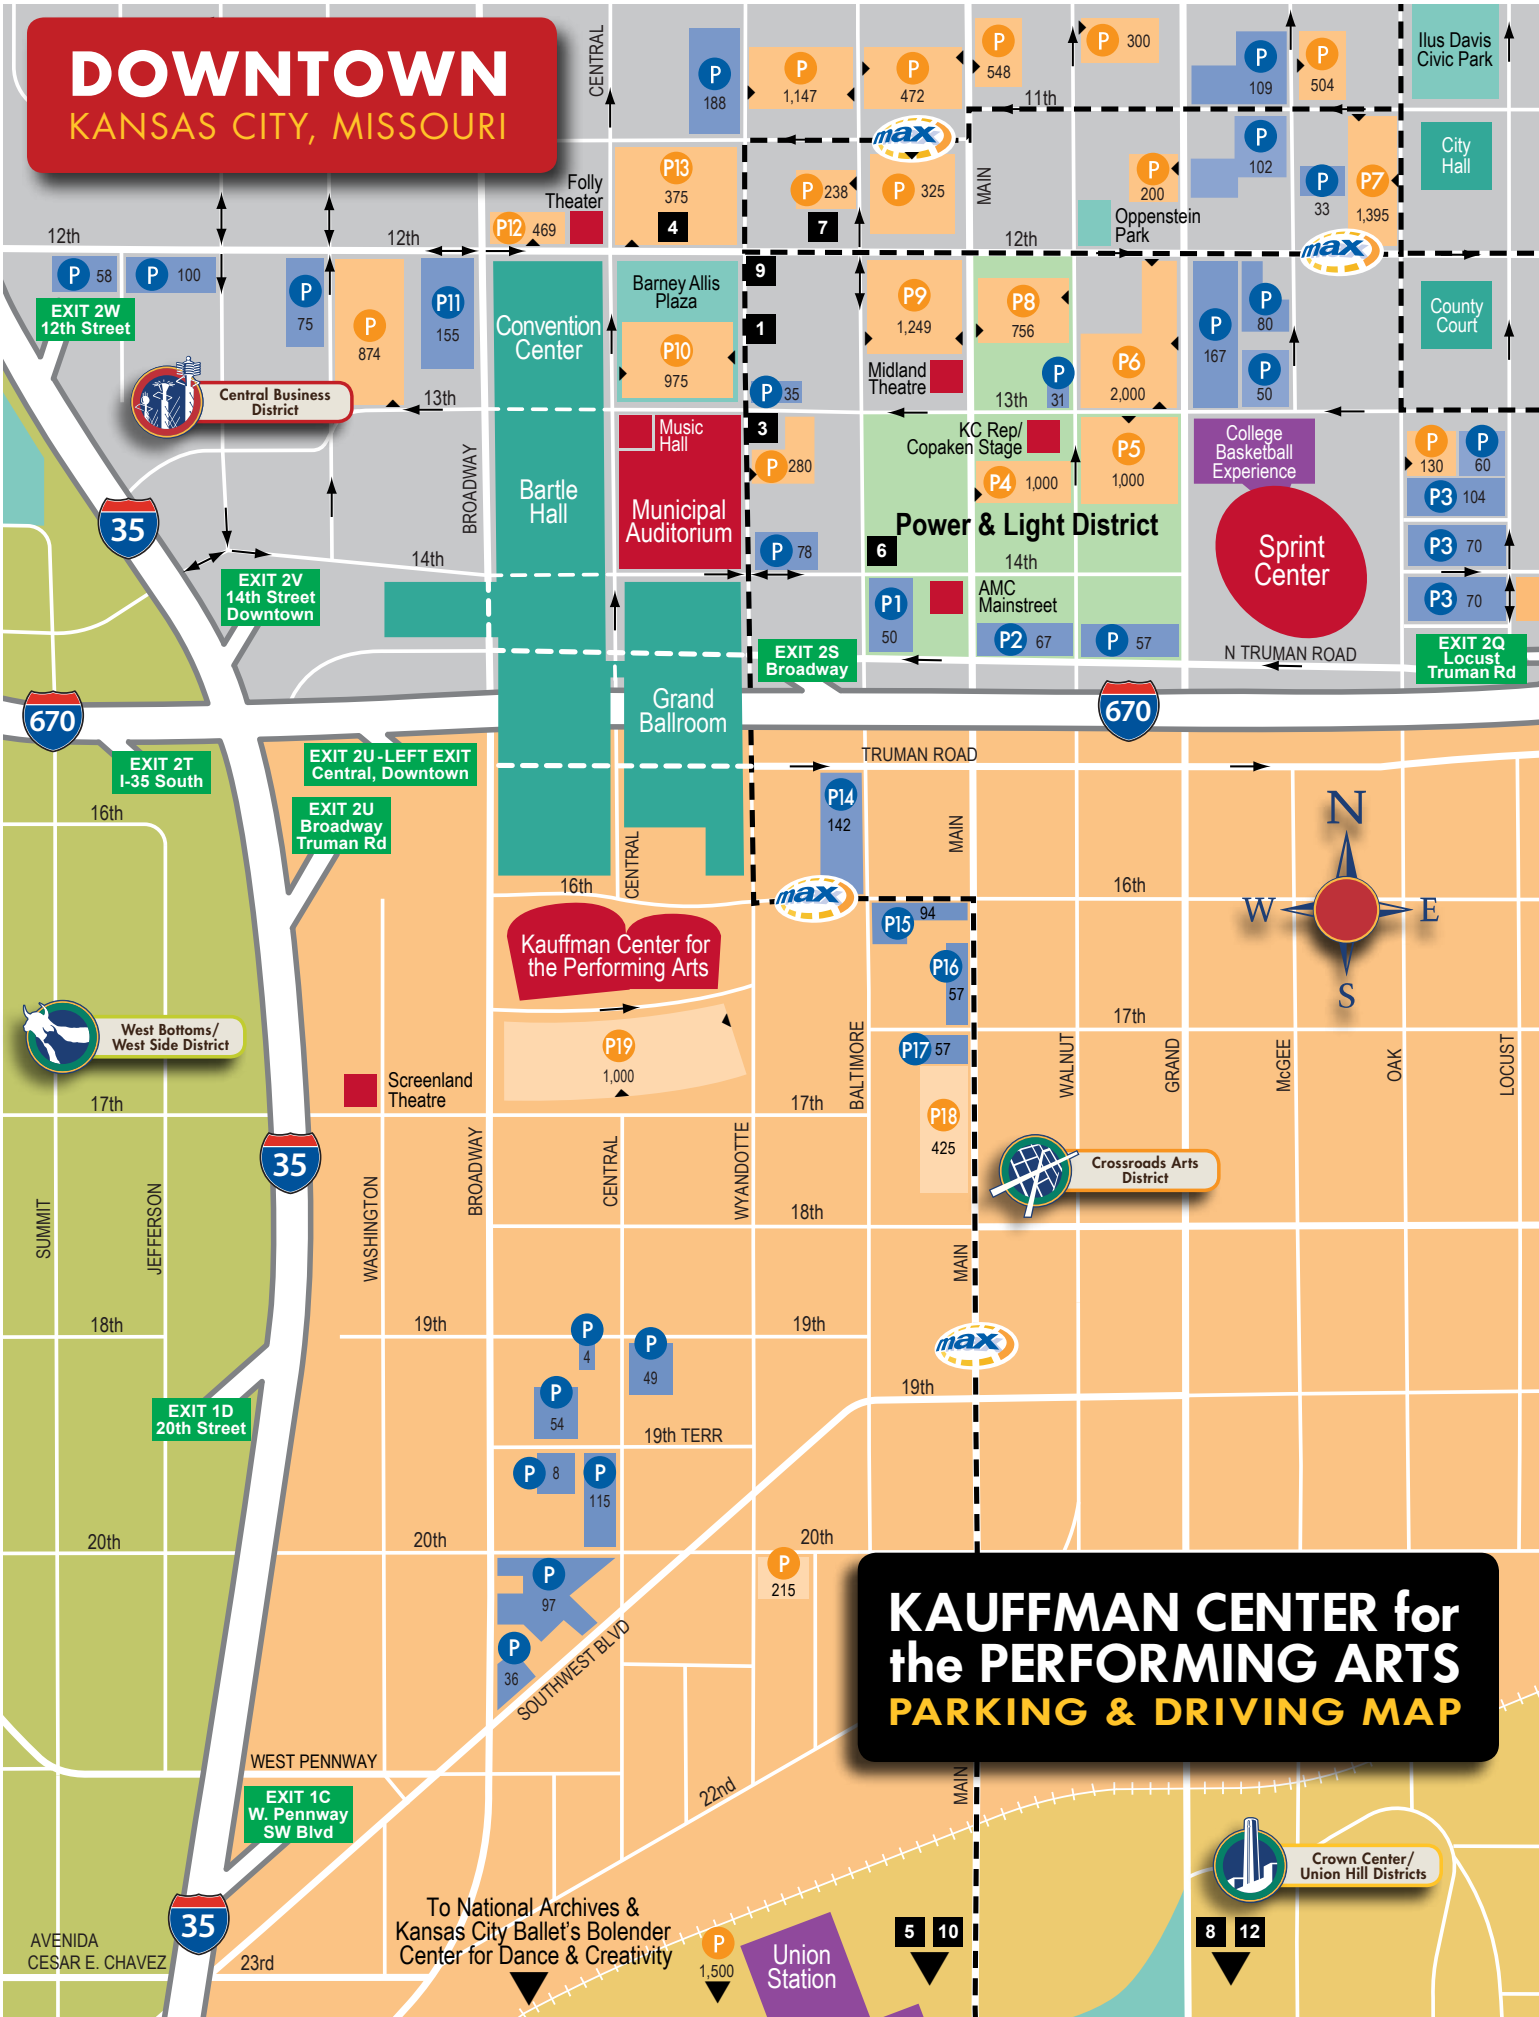 DOWNTOWN
KANSAS CITY, MISSOURI
CENTRAL
P
188
P
1,147
P
472
P
548
P
300
P
109
P
504
Ilus Davis
Civic Park
11th
max
P
102
City
Hall
Folly
Theater
P13
375
4
P 238
7
P 325
MAIN
P
200
Oppenstein
Park
P
33
P7
1,395
P12 469
12th
12th
12th
max
P 58
P 100
EXIT 2W
12th Street
P
75
P
874
P11
155
Convention
Center
Barney Allis
Plaza
P10
975
9
1
P9
1,249
P8
756
P6
2,000
P
167
P
80
P
50
County
Court
Midland
Theatre
P
31
P 35
Central Business
District
13th
13th
Music
Hall
3
P 280
KC Rep/
Copaken Stage
P5
1,000
P4 1,000
College
Basketball
Experience
P
130
P
60
P3 104
BROADWAY
Bartle
Hall
Municipal
Auditorium
Power & Light District
6
Sprint
Center
P3 70
P3 70
35
14th
P 78
14th
EXIT 2V
14th Street
Downtown
P1
50
AMC
Mainstreet
P2 67
P 57
EXIT 2S
Broadway
N TRUMAN ROAD
EXIT 2Q
Locust
Truman Rd
Grand
Ballroom
670
670
EXIT 2T
I-35 South
EXIT 2U-LEFT EXIT
Central, Downtown
TRUMAN ROAD
EXIT 2U
Broadway
Truman Rd
16th
P14
142
MAIN
N
W
E
S
CENTRAL
16th
max
16th
P15
94
Kauffman Center for
the Performing Arts
P16
57
West Bottoms/
West Side District
17th
P17 57
P19
1,000
BALTIMORE
WALNUT
GRAND
McGEE
OAK
LOCUST
Screenland
Theatre
17th
17th
P18
425
Crossroads Arts
District
35
SUMMIT
JEFFERSON
WASHINGTON
BROADWAY
CENTRAL
WYANDOTTE
18th
MAIN
18th
19th
P
4
P
49
19th
max
P
54
19th
EXIT 1D
20th Street
19th TERR
P 8
P
115
20th
20th
20th
P
97
P
215
P
36
SOUTHWEST BLVD
KAUFFMAN CENTER for
the PERFORMING ARTS
PARKING & DRIVING MAP
WEST PENNWAY
22nd
MAIN
EXIT 1C
W. Pennway
SW Blvd
Crown Center/
Union Hill Districts
35
AVENIDA
CESAR E. CHAVEZ
23rd
To National Archives &
Kansas City Ballet's Bolender
Center for Dance & Creativity
P
1,500
Union
Station
5 10
8 12